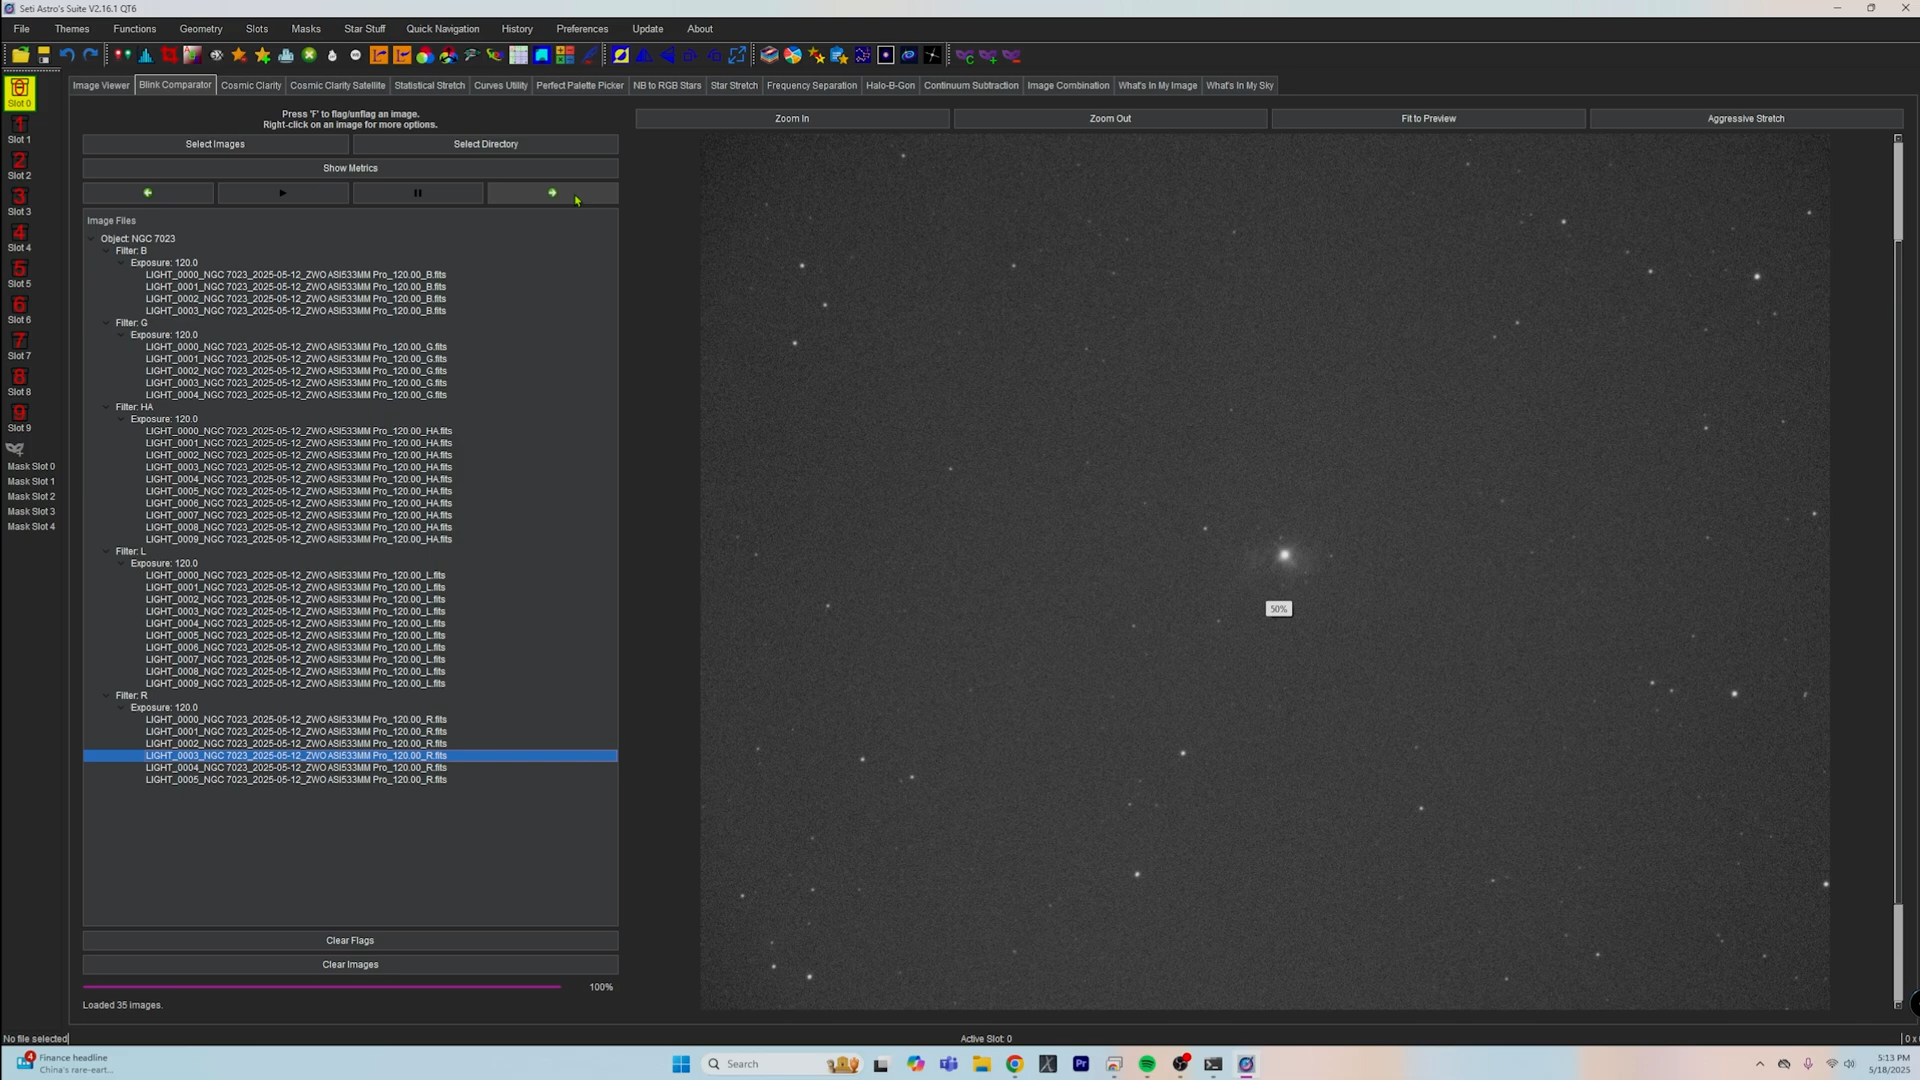 Seti Astro's Suite V2.16.1 QT6
File Themes Functions Geometry Slots Masks Star Stuff Quick Navigation History Preferences Update About
Slot 0
1
Slot 1
2
Slot 2
3
Slot 3
4
Slot 4
5
Slot 5
6
Slot 6
7
Slot 7
8
Slot 8
9
Slot 9
Mask Slot 0
Mask Slot 1
Mask Slot 2
Mask Slot 3
Mask Slot 4
Image Viewer Blink Comparator Cosmic Clarity Cosmic Clarity Satellite Statistical Stretch Curves Utility Perfect Palette Picker NB to RGB Stars Star Stretch Frequency Separation Halo-B-Gon Continuum Subtraction Image Combination What's In My Image What's In My Sky
Press 'F' to flag/unflag an image.
Right-click on an image for more options.
Select Images Select Directory
Show Metrics
Image Files
Object: NGC 7023
Filter: B
Exposure: 120.0
LIGHT_0000_NGC 7023_2025-05-12_ZWO ASI533MM Pro_120.00_B.fits
LIGHT_0001_NGC 7023_2025-05-12_ZWO ASI533MM Pro_120.00_B.fits
LIGHT_0002_NGC 7023_2025-05-12_ZWO ASI533MM Pro_120.00_B.fits
LIGHT_0003_NGC 7023_2025-05-12_ZWO ASI533MM Pro_120.00_B.fits
Filter: G
Exposure: 120.0
LIGHT_0000_NGC 7023_2025-05-12_ZWO ASI533MM Pro_120.00_G.fits
LIGHT_0001_NGC 7023_2025-05-12_ZWO ASI533MM Pro_120.00_G.fits
LIGHT_0002_NGC 7023_2025-05-12_ZWO ASI533MM Pro_120.00_G.fits
LIGHT_0003_NGC 7023_2025-05-12_ZWO ASI533MM Pro_120.00_G.fits
LIGHT_0004_NGC 7023_2025-05-12_ZWO ASI533MM Pro_120.00_G.fits
Filter: HA
Exposure: 120.0
LIGHT_0000_NGC 7023_2025-05-12_ZWO ASI533MM Pro_120.00_HA.fits
LIGHT_0001_NGC 7023_2025-05-12_ZWO ASI533MM Pro_120.00_HA.fits
LIGHT_0002_NGC 7023_2025-05-12_ZWO ASI533MM Pro_120.00_HA.fits
LIGHT_0003_NGC 7023_2025-05-12_ZWO ASI533MM Pro_120.00_HA.fits
LIGHT_0004_NGC 7023_2025-05-12_ZWO ASI533MM Pro_120.00_HA.fits
LIGHT_0005_NGC 7023_2025-05-12_ZWO ASI533MM Pro_120.00_HA.fits
LIGHT_0006_NGC 7023_2025-05-12_ZWO ASI533MM Pro_120.00_HA.fits
LIGHT_0007_NGC 7023_2025-05-12_ZWO ASI533MM Pro_120.00_HA.fits
LIGHT_0008_NGC 7023_2025-05-12_ZWO ASI533MM Pro_120.00_HA.fits
LIGHT_0009_NGC 7023_2025-05-12_ZWO ASI533MM Pro_120.00_HA.fits
Filter: L
Exposure: 120.0
LIGHT_0000_NGC 7023_2025-05-12_ZWO ASI533MM Pro_120.00_L.fits
LIGHT_0001_NGC 7023_2025-05-12_ZWO ASI533MM Pro_120.00_L.fits
LIGHT_0002_NGC 7023_2025-05-12_ZWO ASI533MM Pro_120.00_L.fits
LIGHT_0003_NGC 7023_2025-05-12_ZWO ASI533MM Pro_120.00_L.fits
LIGHT_0004_NGC 7023_2025-05-12_ZWO ASI533MM Pro_120.00_L.fits
LIGHT_0005_NGC 7023_2025-05-12_ZWO ASI533MM Pro_120.00_L.fits
LIGHT_0006_NGC 7023_2025-05-12_ZWO ASI533MM Pro_120.00_L.fits
LIGHT_0007_NGC 7023_2025-05-12_ZWO ASI533MM Pro_120.00_L.fits
LIGHT_0008_NGC 7023_2025-05-12_ZWO ASI533MM Pro_120.00_L.fits
LIGHT_0009_NGC 7023_2025-05-12_ZWO ASI533MM Pro_120.00_L.fits
Filter: R
Exposure: 120.0
LIGHT_0000_NGC 7023_2025-05-12_ZWO ASI533MM Pro_120.00_R.fits
LIGHT_0001_NGC 7023_2025-05-12_ZWO ASI533MM Pro_120.00_R.fits
LIGHT_0002_NGC 7023_2025-05-12_ZWO ASI533MM Pro_120.00_R.fits
LIGHT_0003_NGC 7023_2025-05-12_ZWO ASI533MM Pro_120.00_R.fits
LIGHT_0004_NGC 7023_2025-05-12_ZWO ASI533MM Pro_120.00_R.fits
LIGHT_0005_NGC 7023_2025-05-12_ZWO ASI533MM Pro_120.00_R.fits
Clear Flags
Clear Images
100%
Loaded 35 images.
Zoom In Zoom Out Fit to Preview Aggressive Stretch
50%
No file selected Active Slot: 0 0 x
4 Finance headline
China's rare-eart...
Search
Pr
5:13 PM
5/18/2025